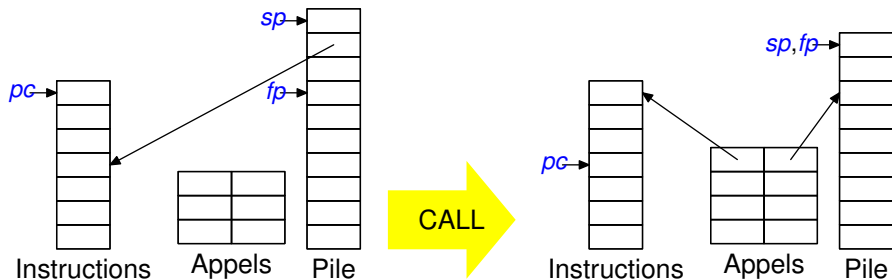 sp
sp,fp
pc
fp
pc
CALL
Instructions
Appels
Pile
Instructions
Appels
Pile